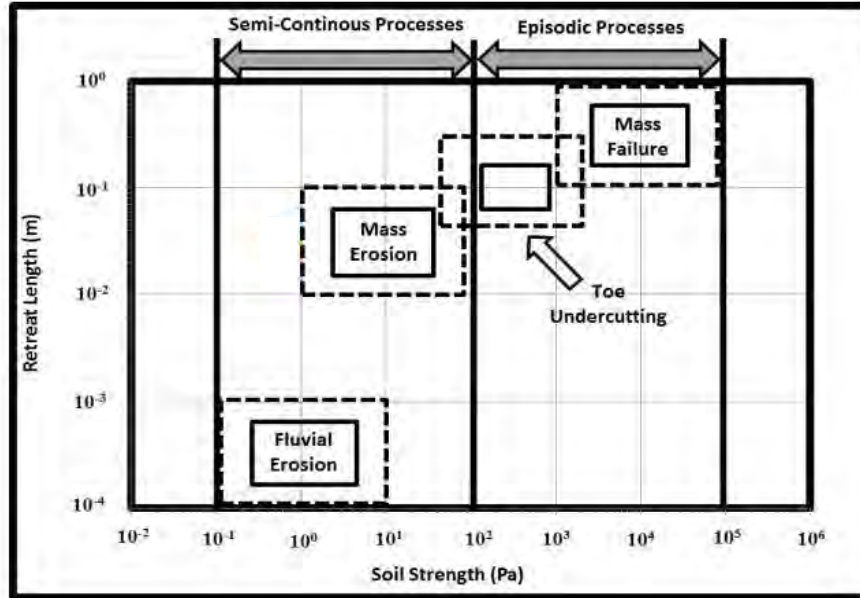 Semi-Continous Processes
Episodic Processes
10⁰
Mass
Failure
10⁻¹
Mass
Erosion
Toe
Undercutting
10⁻²
Retreat Length (m)
10⁻³
Fluvial
Erosion
10⁻⁴
10⁻² 10⁻¹ 10⁰ 10¹ 10² 10³ 10⁴ 10⁵ 10⁶
Soil Strength (Pa)